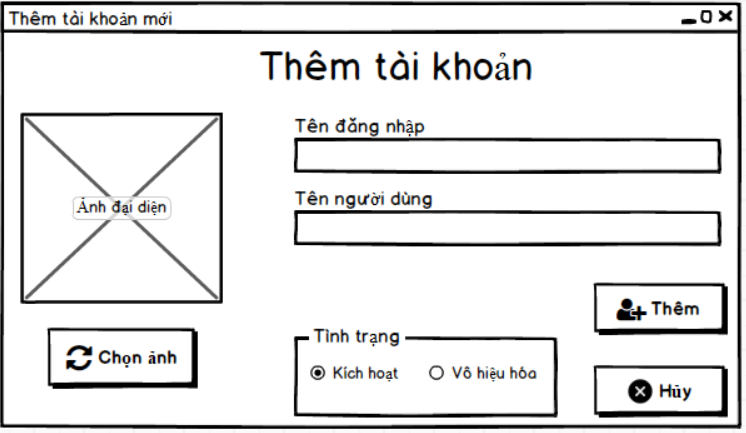 Thêm tài khoản mới
Thêm tài khoản
Tên đăng nhập
Ảnh đại diện
Tên người dùng
Thêm
Chọn ảnh
Tình trạng
Kích hoạt
Vô hiệu hóa
Hủy